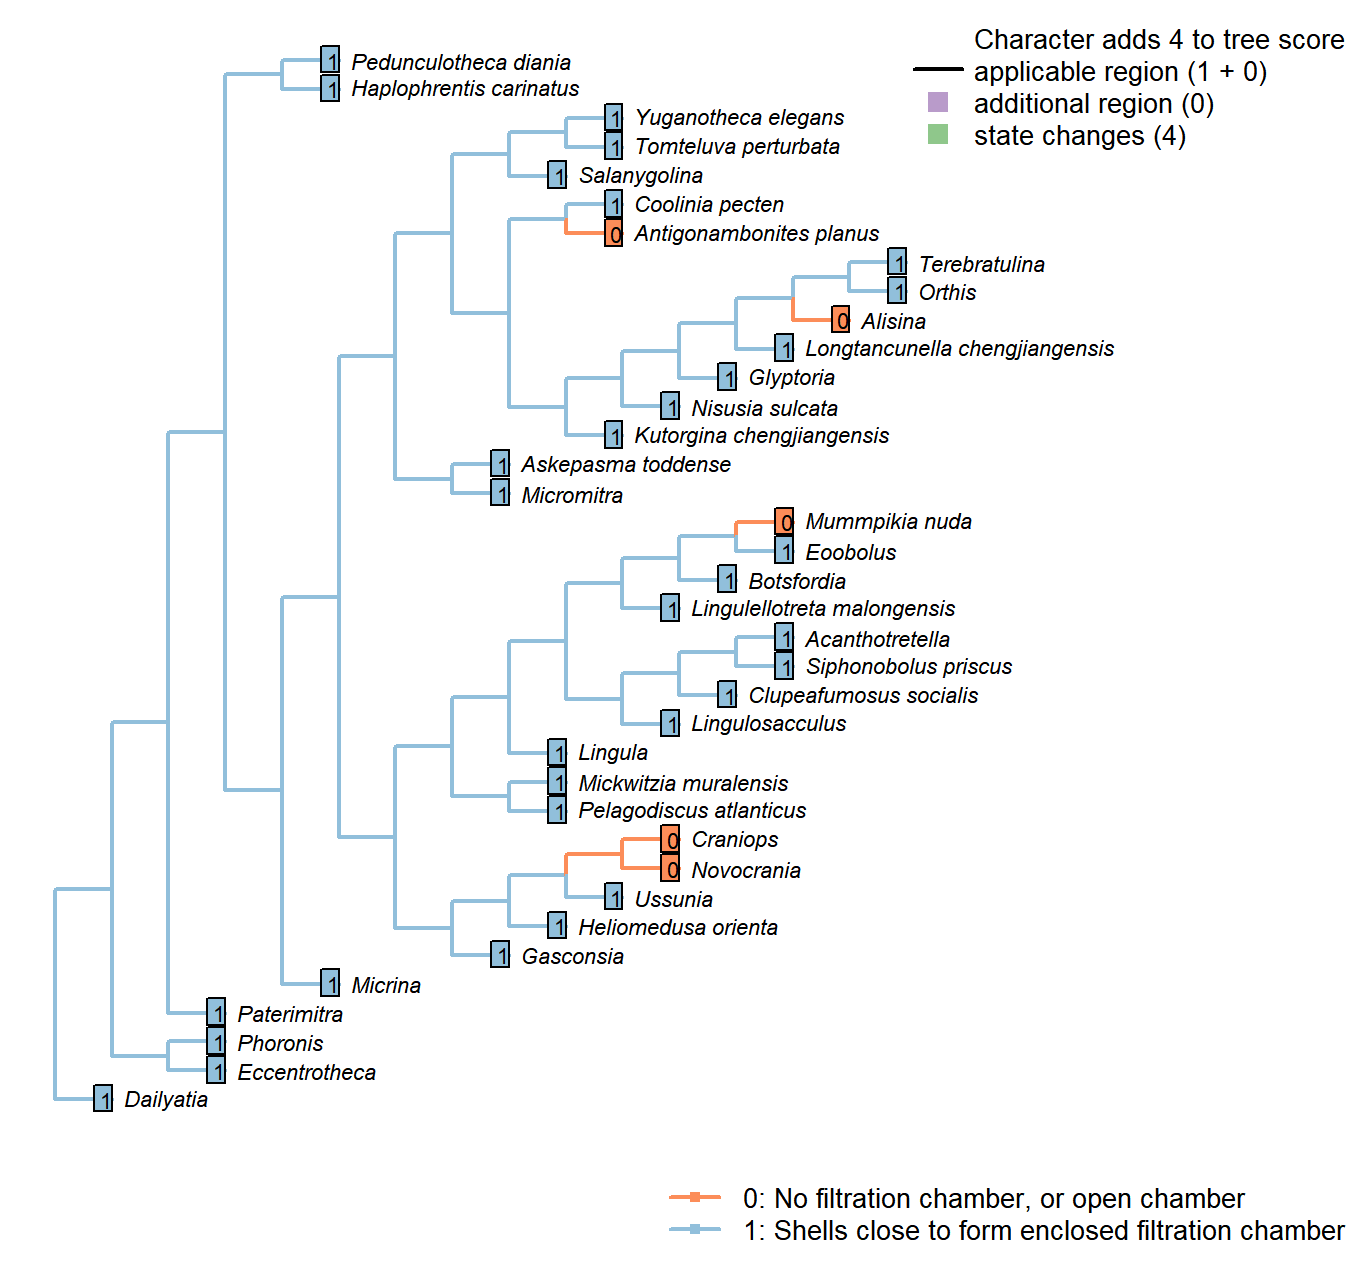 Character adds 4 to tree score
applicable region (1 + 0)
additional region (0)
state changes (4)
1 Pedunculotheca diania
1 Haplophrentis carinatus
1 Yuganotheca elegans
1 Tomteluva perturbata
1 Salanygolina
1 Coolinia pecten
0 Antigonambonites planus
1 Terebratulina
1 Orthis
0 Alisina
1 Longtancunella chengjiangensis
1 Glyptoria
1 Nisusia sulcata
1 Kutorgina chengjiangensis
1 Askepasma toddense
1 Micromitra
0 Mummpikia nuda
1 Eoobolus
1 Botsfordia
1 Lingulellotreta malongensis
1 Acanthotretella
1 Siphonobolus priscus
1 Clupeafumosus socialis
1 Lingulosacculus
1 Lingula
1 Mickwitzia muralensis
1 Pelagodiscus atlanticus
0 Craniops
0 Novocrania
1 Ussunia
1 Heliomedusa orienta
1 Gasconsia
1 Micrina
1 Paterimitra
1 Phoronis
1 Eccentrotheca
1 Dailyatia
0: No filtration chamber, or open chamber
1: Shells close to form enclosed filtration chamber